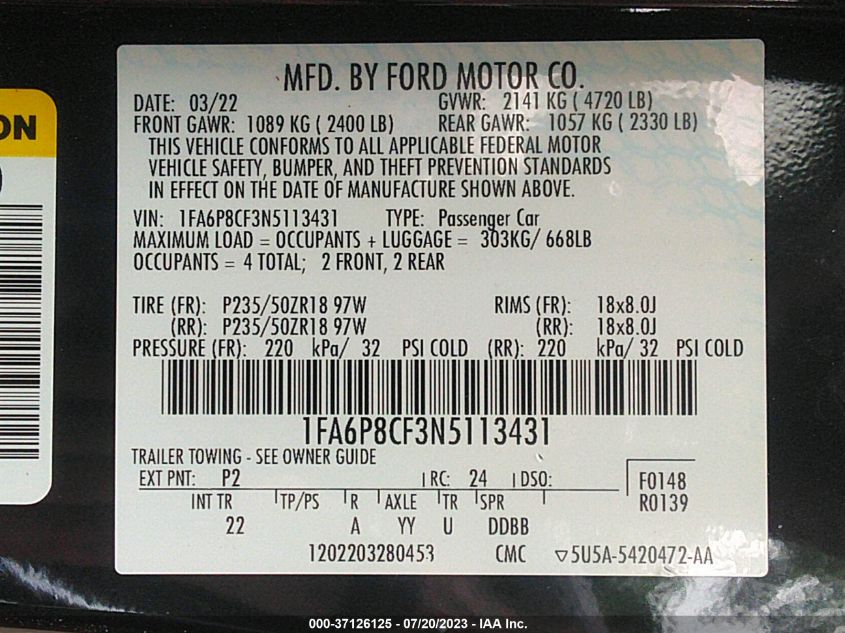 MFD. BY FORD MOTOR CO.
DATE: 03/22 GVWR: 2141 KG ( 4720 LB)
FRONT GAWR: 1089 KG ( 2400 LB) REAR GAWR: 1057 KG ( 2330 LB)
THIS VEHICLE CONFORMS TO ALL APPLICABLE FEDERAL MOTOR
VEHICLE SAFETY, BUMPER, AND THEFT PREVENTION STANDARDS
IN EFFECT ON THE DATE OF MANUFACTURE SHOWN ABOVE.
VIN: 1FA6P8CF3N5113431 TYPE: Passenger Car
MAXIMUM LOAD = OCCUPANTS + LUGGAGE = 303KG/ 668LB
OCCUPANTS = 4 TOTAL; 2 FRONT, 2 REAR
TIRE (FR): P235/50ZR18 97W RIMS (FR): 18x8.0J
(RR): P235/50ZR18 97W (RR): 18x8.0J
PRESSURE (FR): 220 kPa/ 32 PSI COLD (RR): 220 kPa/ 32 PSI COLD
1FA6P8CF3N5113431
TRAILER TOWING - SEE OWNER GUIDE
EXT PNT: P2 RC: 24 DSO: F0148
INT TR TP/PS R AXLE TR SPR R0139
22 A YY U DDBB
1202203280453 CMC ▽5U5A-5420472-AA
ON
000-37126125 - 07/20/2023 - IAA Inc.